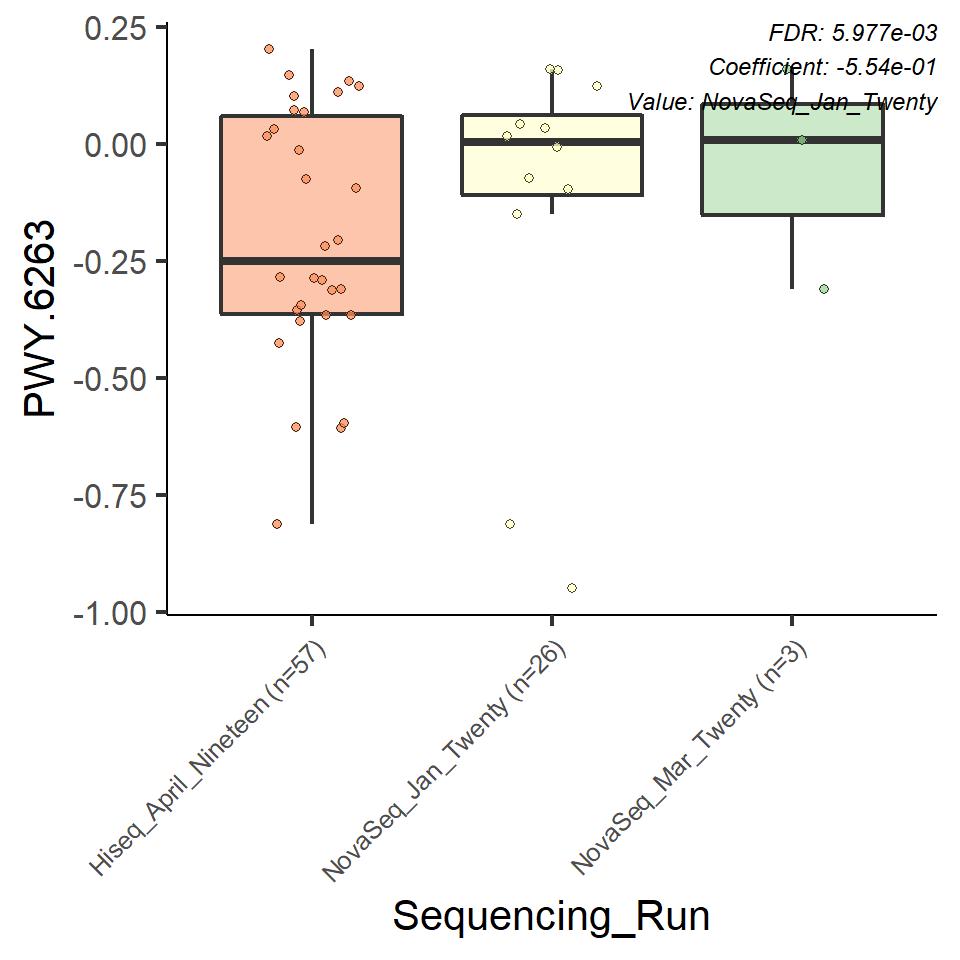 FDR: 5.977e-03
Coefficient: -5.54e-01
Value: NovaSeq_Jan_Twenty
PWY.6263
0.25
0.00
-0.25
-0.50
-0.75
-1.00
Hiseq_April_Nineteen (n=57)
NovaSeq_Jan_Twenty (n=26)
NovaSeq_Mar_Twenty (n=3)
Sequencing_Run